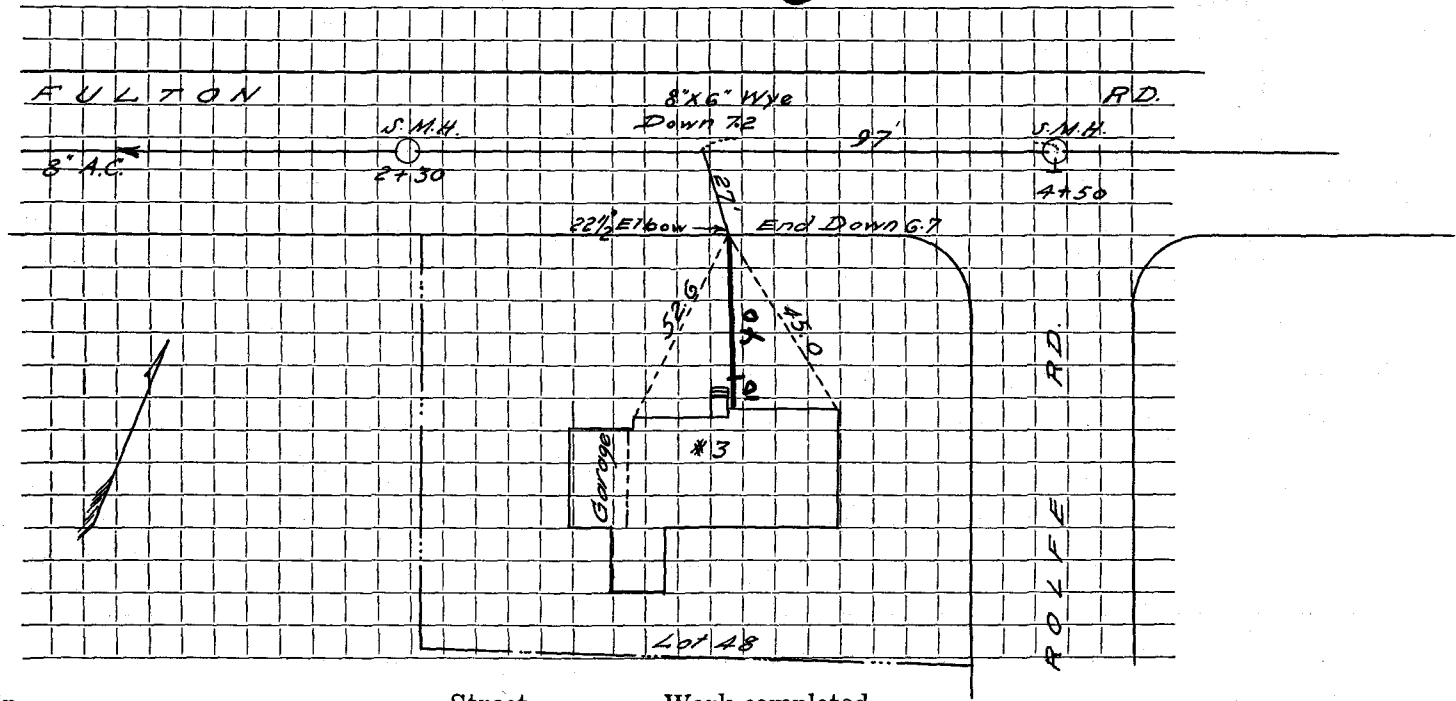 FULTON RD.
8"X6" Wye
Down 7.2
S.M.H.
97'
S.M.H.
8" A.C.
2+30
4+50
27'
22½° Elbow
End Down 6.7
52.6
45.0
40
10
#3
Garage
ROLFE RD.
Lot 48
Street
Work completed